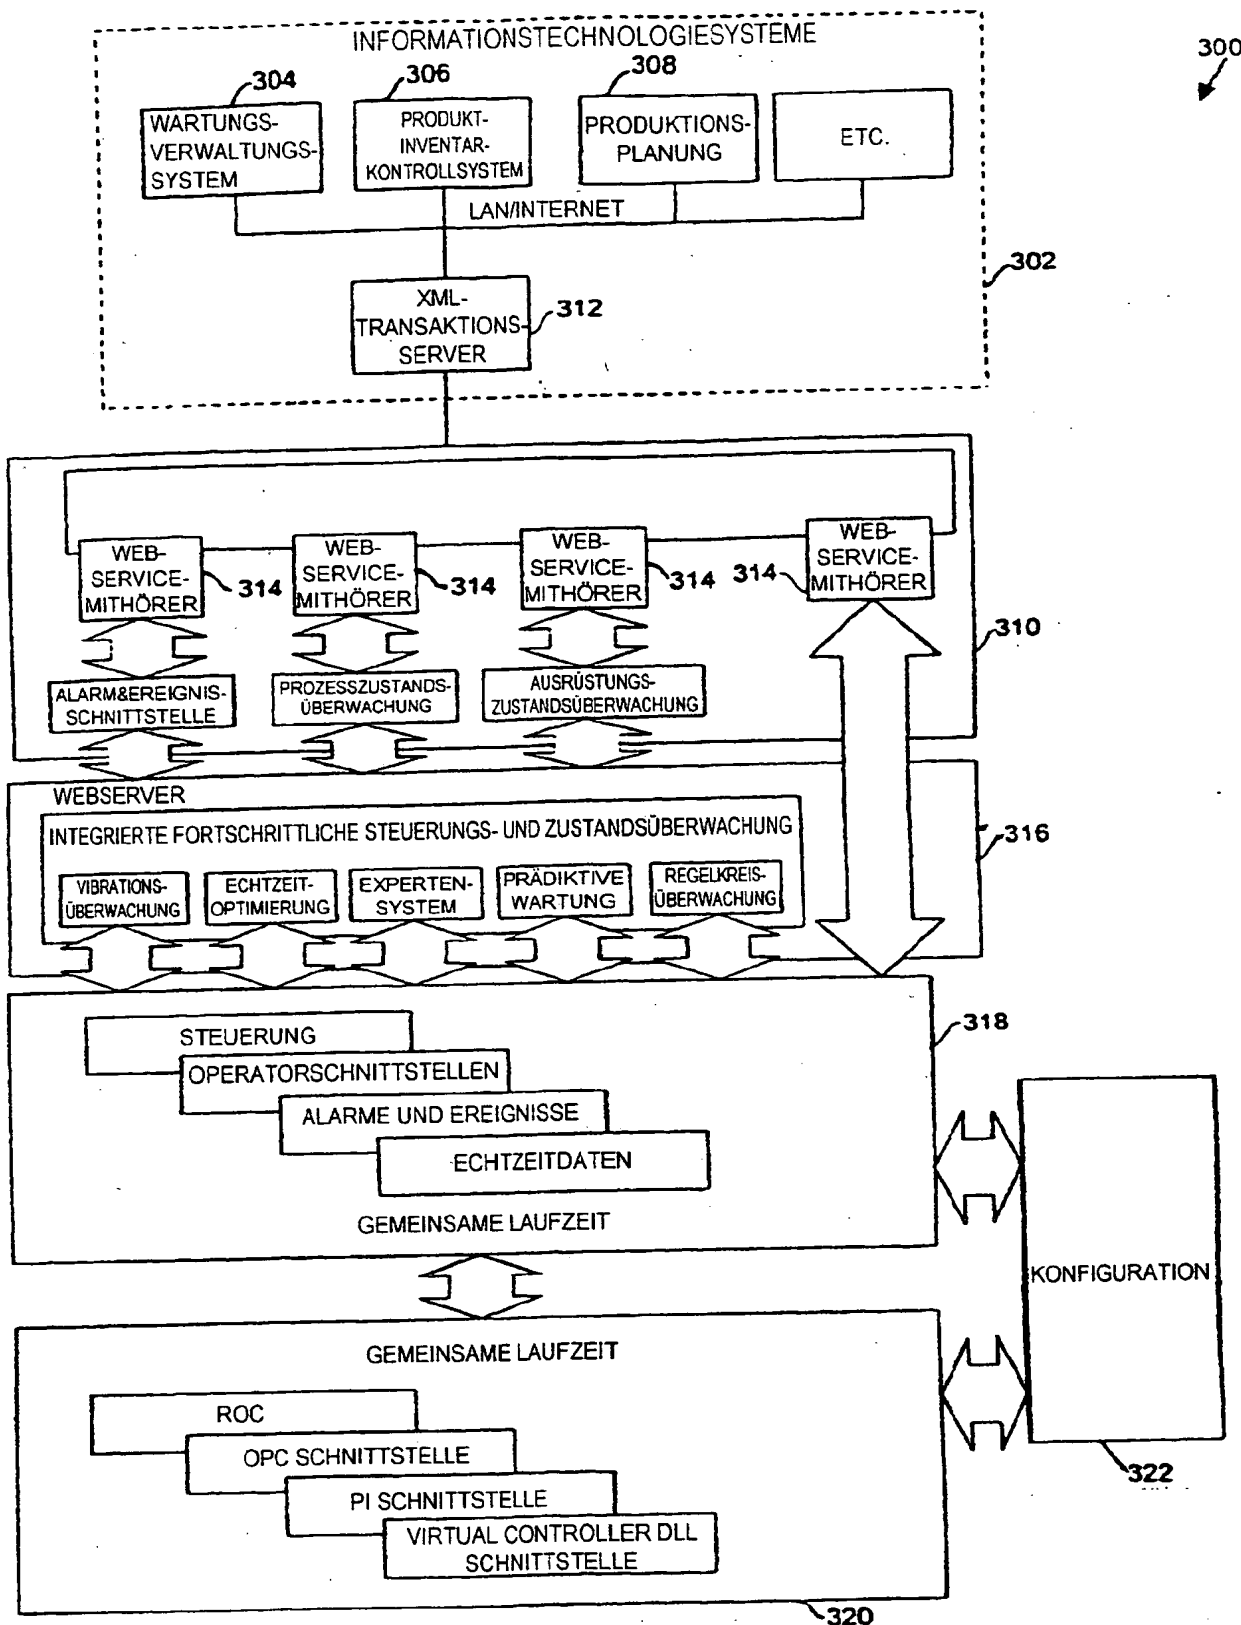 INFORMATIONSTECHNOLOGIESYSTEME
300
304
306
308
WARTUNGS-
VERWALTUNGS-
SYSTEM
PRODUKT-
INVENTAR-
KONTROLLSYSTEM
PRODUKTIONS-
PLANUNG
ETC.
LAN/INTERNET
302
XML-
TRANSAKTIONS-
SERVER
312
WEB-
SERVICE-
MITHÖRER
314
WEB-
SERVICE-
MITHÖRER
314
WEB-
SERVICE-
MITHÖRER
314
314
WEB-
SERVICE-
MITHÖRER
310
ALARM&EREIGNIS-
SCHNITTSTELLE
PROZESSZUSTANDS-
ÜBERWACHUNG
AUSRÜSTUNGS-
ZUSTANDSÜBERWACHUNG
WEBSERVER
INTEGRIERTE FORTSCHRITTLICHE STEUERUNGS- UND ZUSTANDSÜBERWACHUNG
316
VIBRATIONS-
ÜBERWACHUNG
ECHTZEIT-
OPTIMIERUNG
EXPERTEN-
SYSTEM
PRÄDIKTIVE
WARTUNG
REGELKREIS-
ÜBERWACHUNG
318
STEUERUNG
OPERATORSCHNITTSTELLEN
ALARME UND EREIGNISSE
ECHTZEITDATEN
GEMEINSAME LAUFZEIT
KONFIGURATION
322
GEMEINSAME LAUFZEIT
ROC
OPC SCHNITTSTELLE
PI SCHNITTSTELLE
VIRTUAL CONTROLLER DLL
SCHNITTSTELLE
320